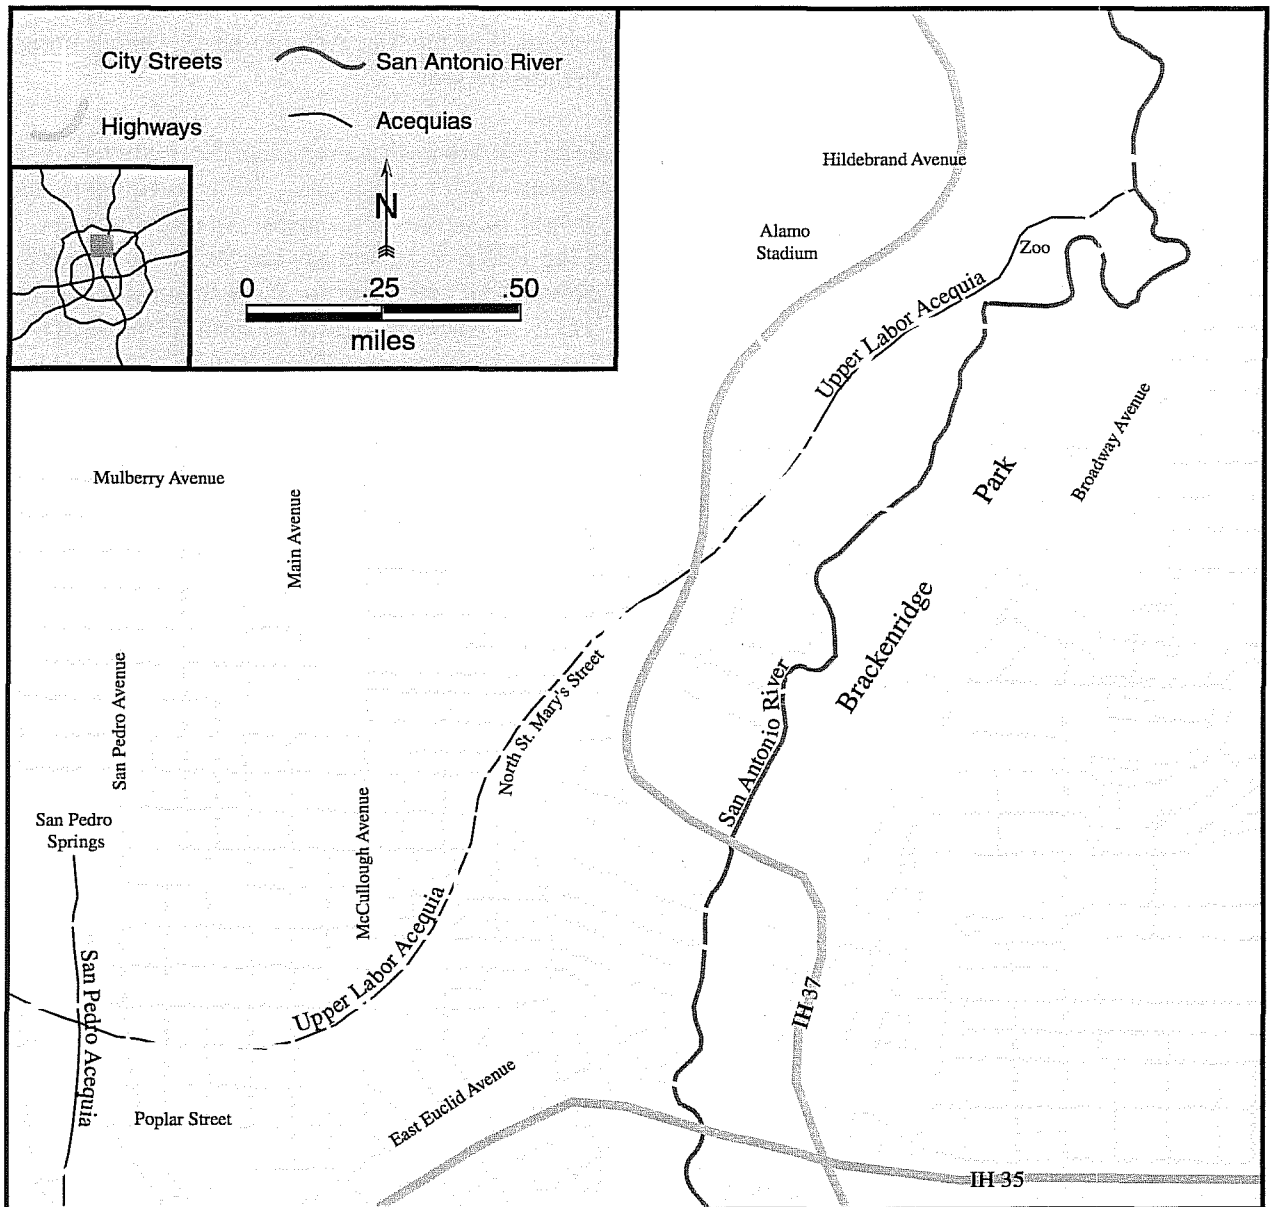 City Streets
San Antonio River
Highways
Acequias
N
0 .25 .50
miles
Hildebrand Avenue
Alamo
Stadium
Zoo
Upper Labor Acequia
Broadway Avenue
Park
Brackenridge
Mulberry Avenue
Main Avenue
San Pedro Avenue
North St. Mary's Street
San Antonio River
San Pedro
Springs
McCullough Avenue
Upper Labor Acequia
San Pedro Acequia
IH 37
East Euclid Avenue
Poplar Street
IH 35